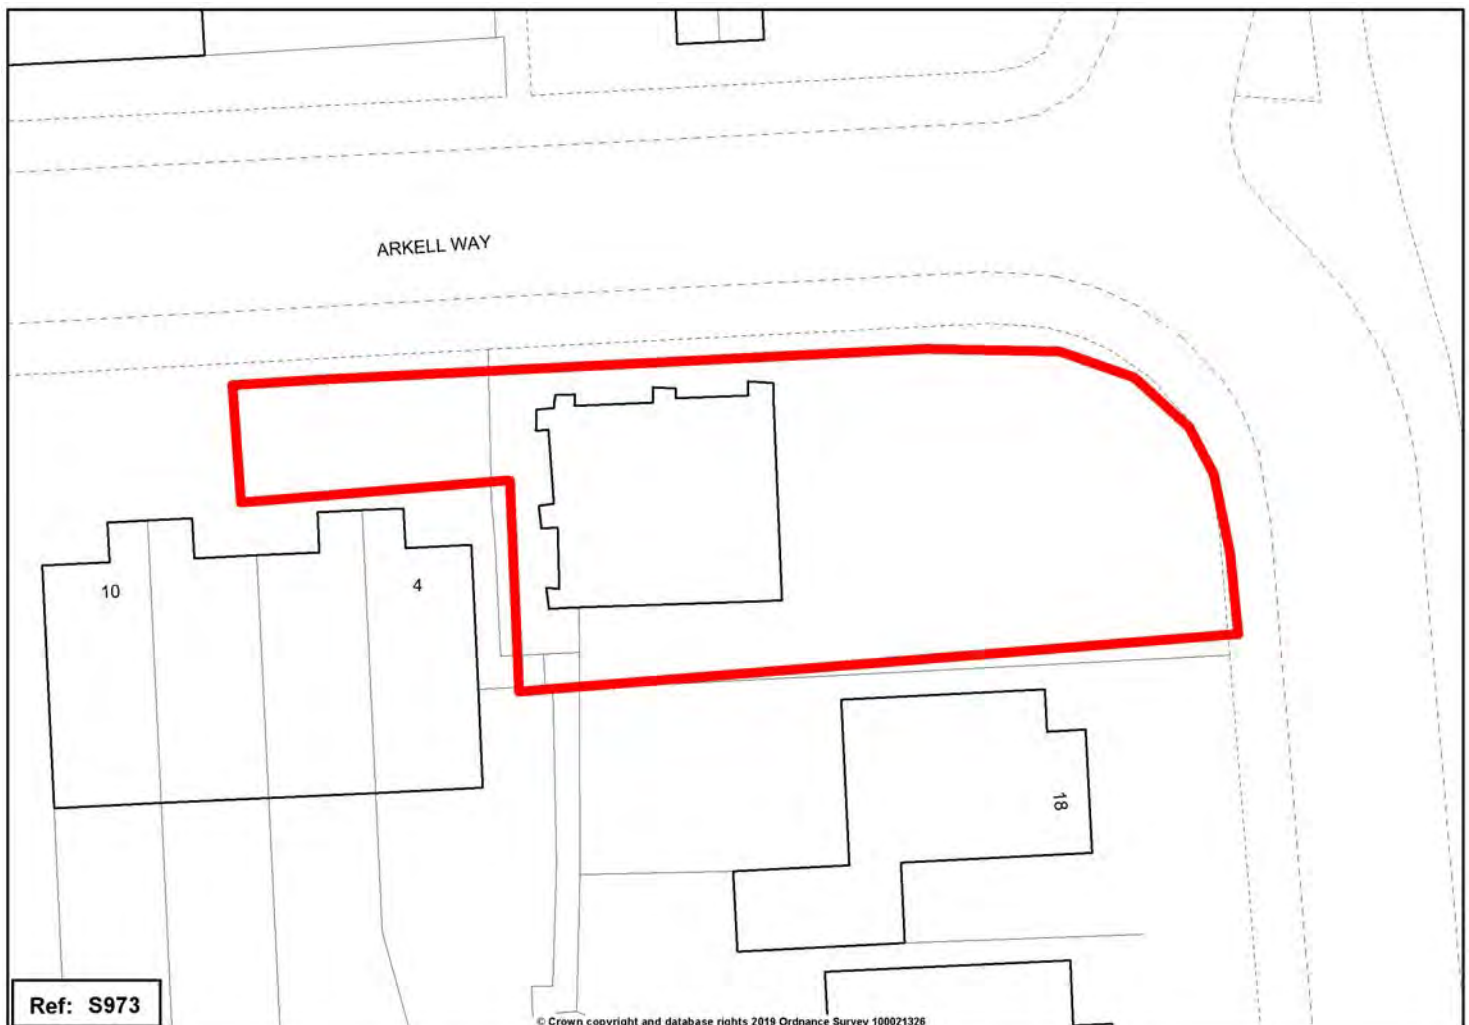 ARKELL WAY
10
4
18
Ref: S973
© Crown copyright and database rights 2019 Ordnance Survey 100021326